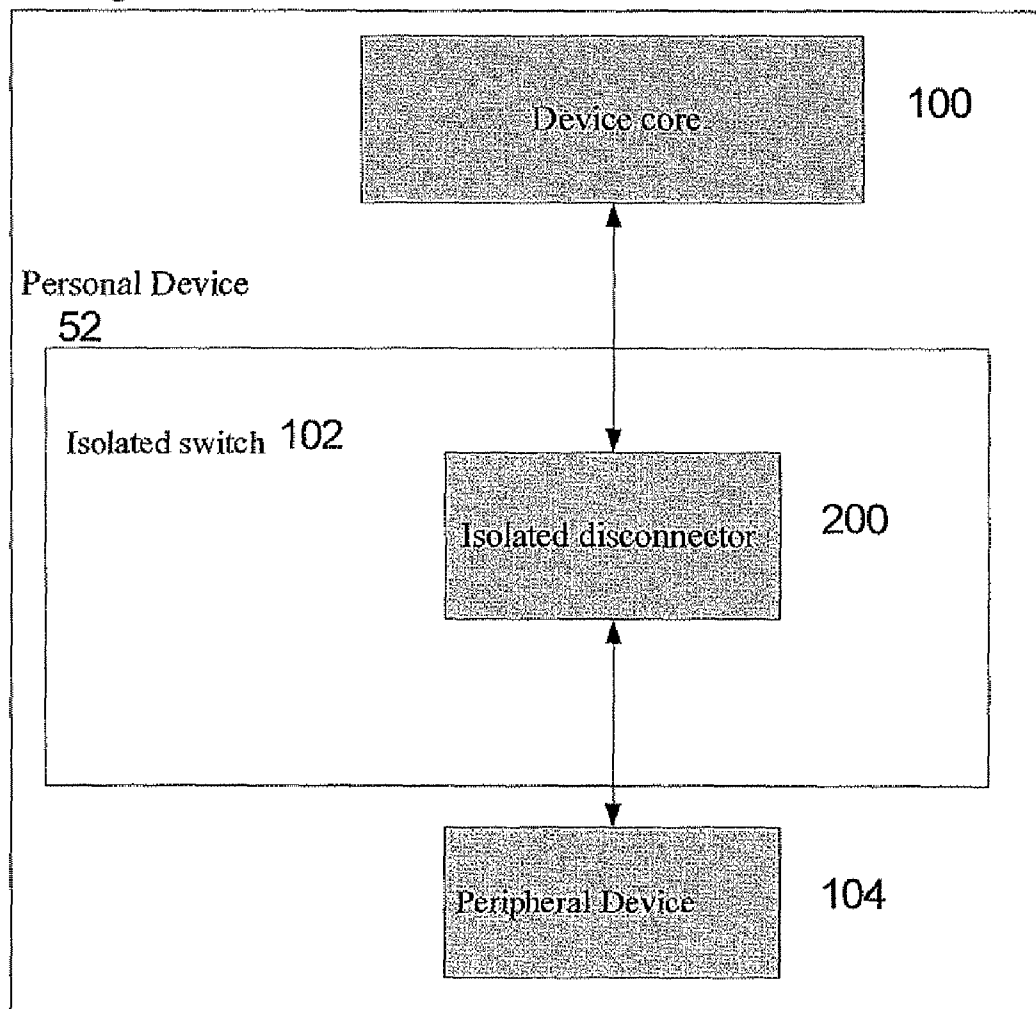 Device core
100
Personal Device
52
Isolated switch 102
Isolated disconnector
200
Peripheral Device
104